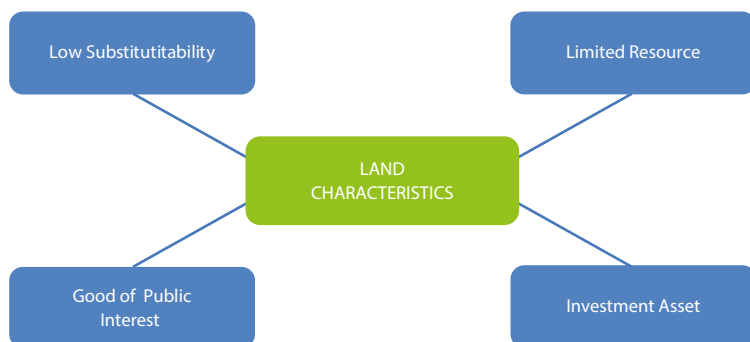 Low Substitutitability
Limited Resource
LAND
CHARACTERISTICS
Good of Public
Interest
Investment Asset